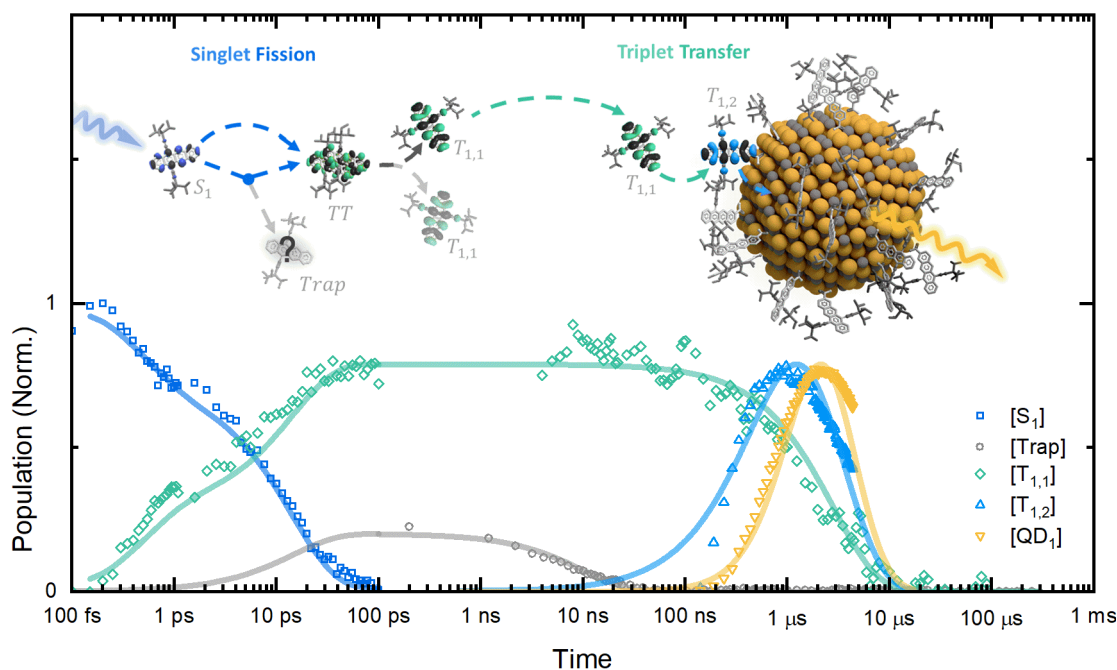 Singlet Fission
Triplet Transfer
S₁
TT
T₁,₁
T₁,₁
?
Trap
T₁,₁
T₁,₂
Population (Norm.)
1
0
[S₁]
[Trap]
[T₁,₁]
[T₁,₂]
[QD₁]
100 fs 1 ps 10 ps 100 ps 1 ns 10 ns 100 ns 1 μs 10 μs 100 μs 1 ms
Time